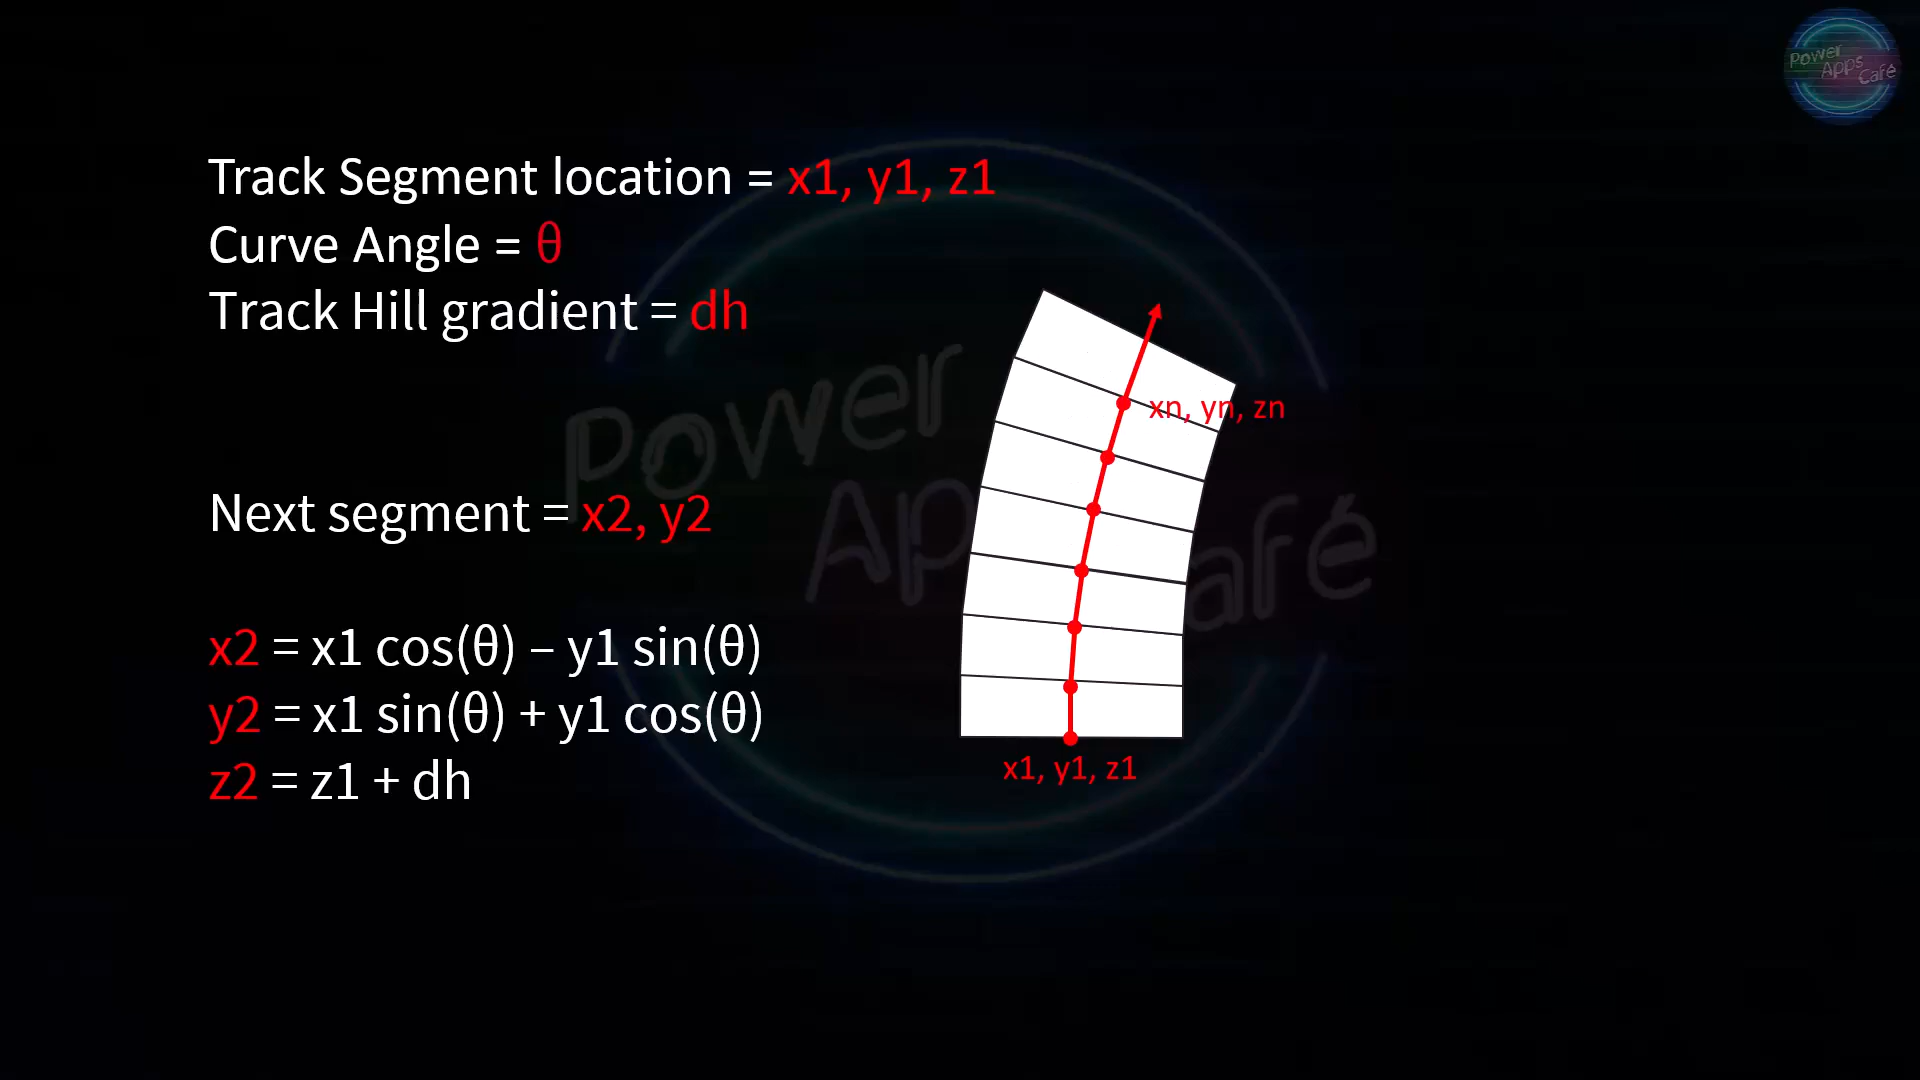 Power
Apps
Café
Track Segment location = x1, y1, z1
Curve Angle = θ
Track Hill gradient = dh
Next segment = x2, y2
x2 = x1 cos(θ) – y1 sin(θ)
y2 = x1 sin(θ) + y1 cos(θ)
z2 = z1 + dh
xn, yn, zn
x1, y1, z1
Power
Ap
afé